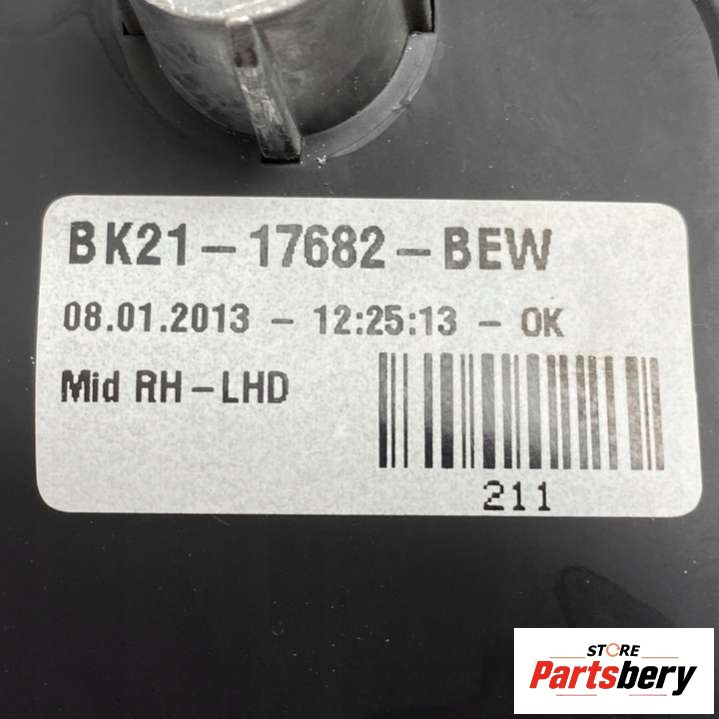 BK21-17682-BEW
08.01.2013 - 12:25:13 - OK
Mid RH-LHD
211
STORE
Partsbery